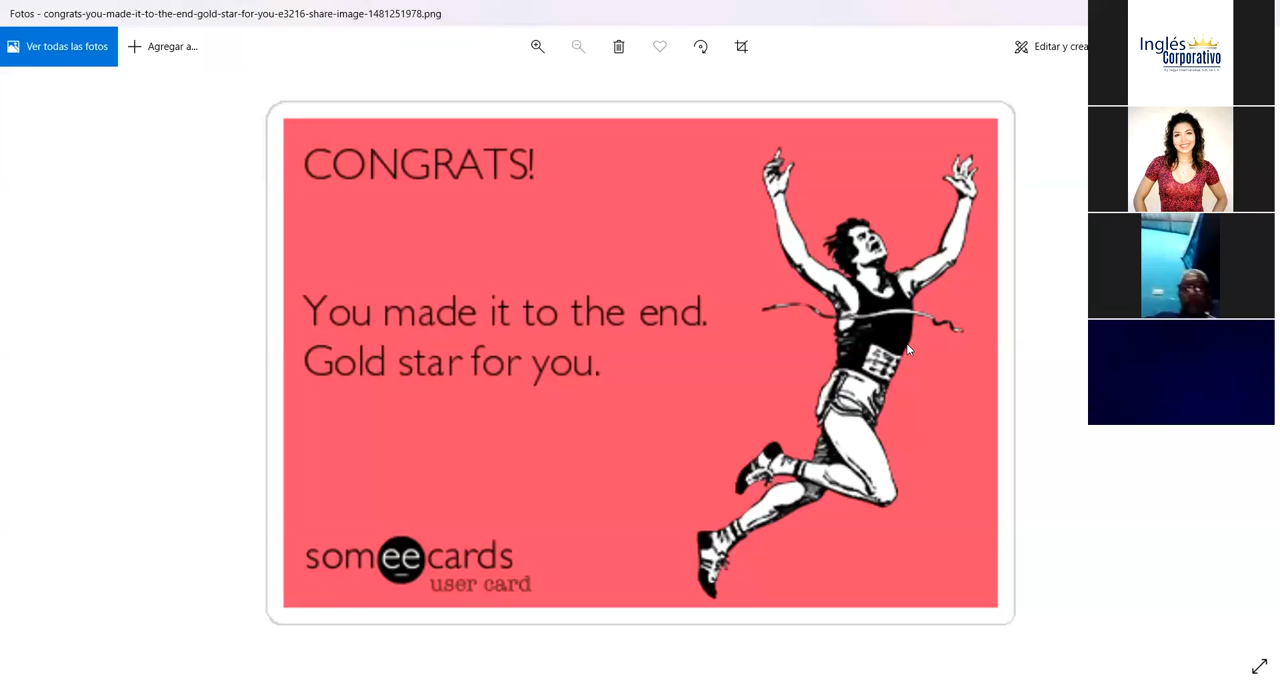 Fotos - congrats-you-made-it-to-the-end-gold-star-for-you-e3216-share-image-1481251978.png
Ver todas las fotos
Agregar a...
Editar y crea
Inglés
Corporativo
CONGRATS!
You made it to the end.
Gold star for you.
someecards
user card